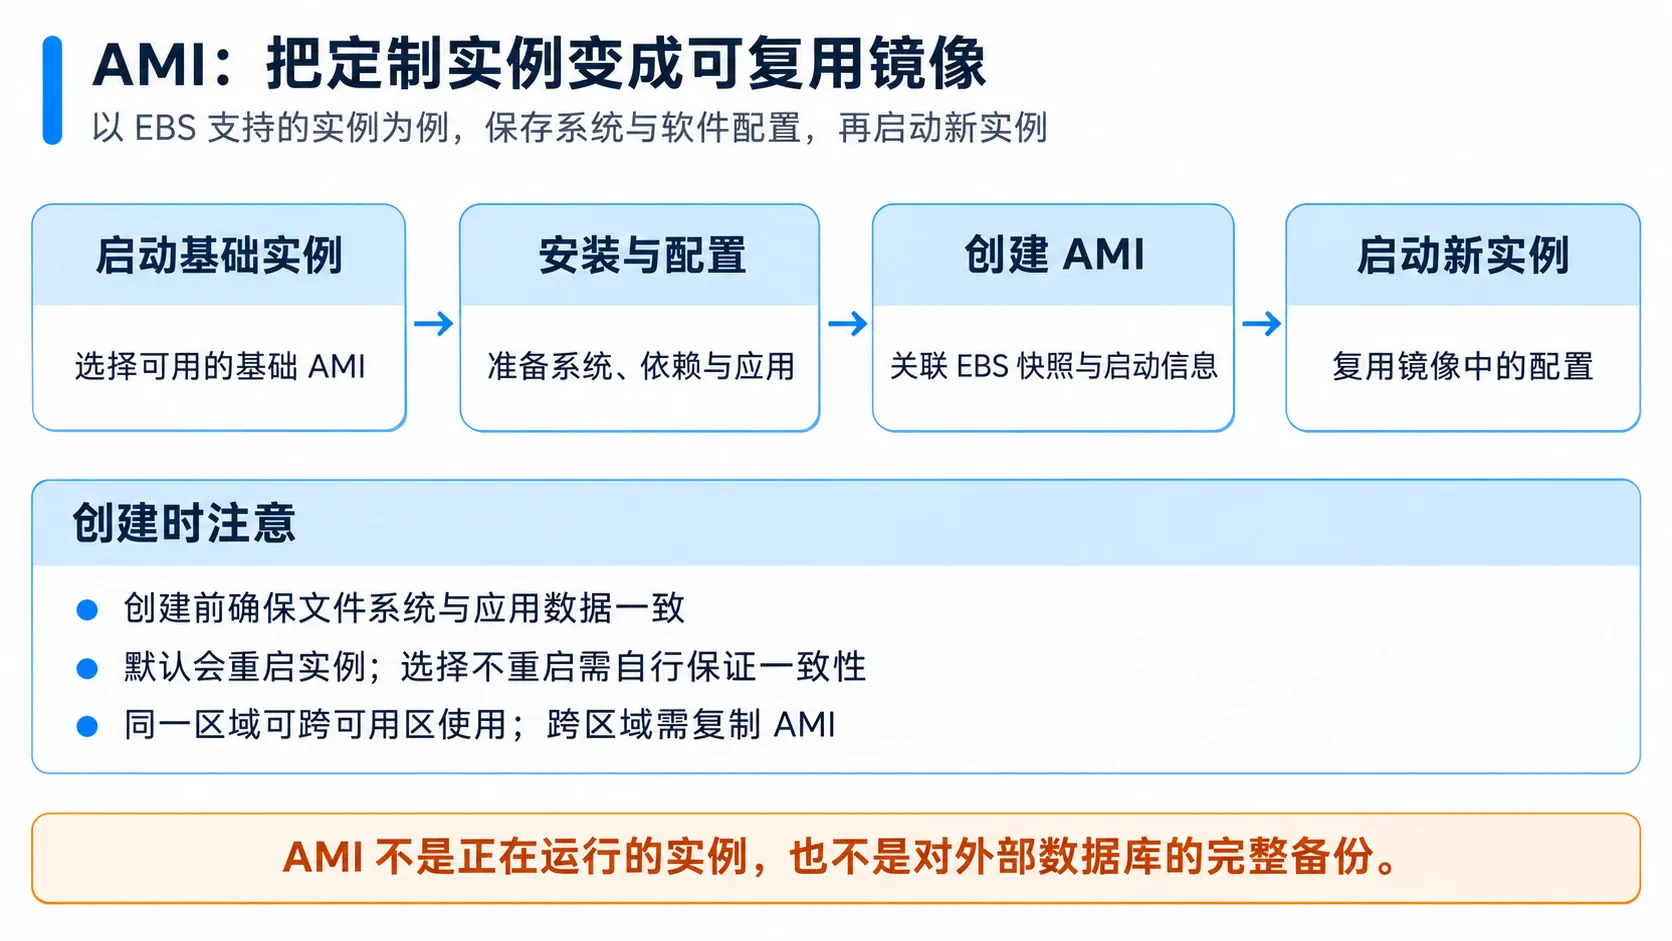 AMI：把定制实例变成可复用镜像
以 EBS 支持的实例为例，保存系统与软件配置，再启动新实例
启动基础实例
选择可用的基础 AMI
安装与配置
准备系统、依赖与应用
创建 AMI
关联 EBS 快照与启动信息
启动新实例
复用镜像中的配置
创建时注意
创建前确保文件系统与应用数据一致
默认会重启实例；选择不重启需自行保证一致性
同一区域可跨可用区使用；跨区域需复制 AMI
AMI 不是正在运行的实例，也不是对外部数据库的完整备份。